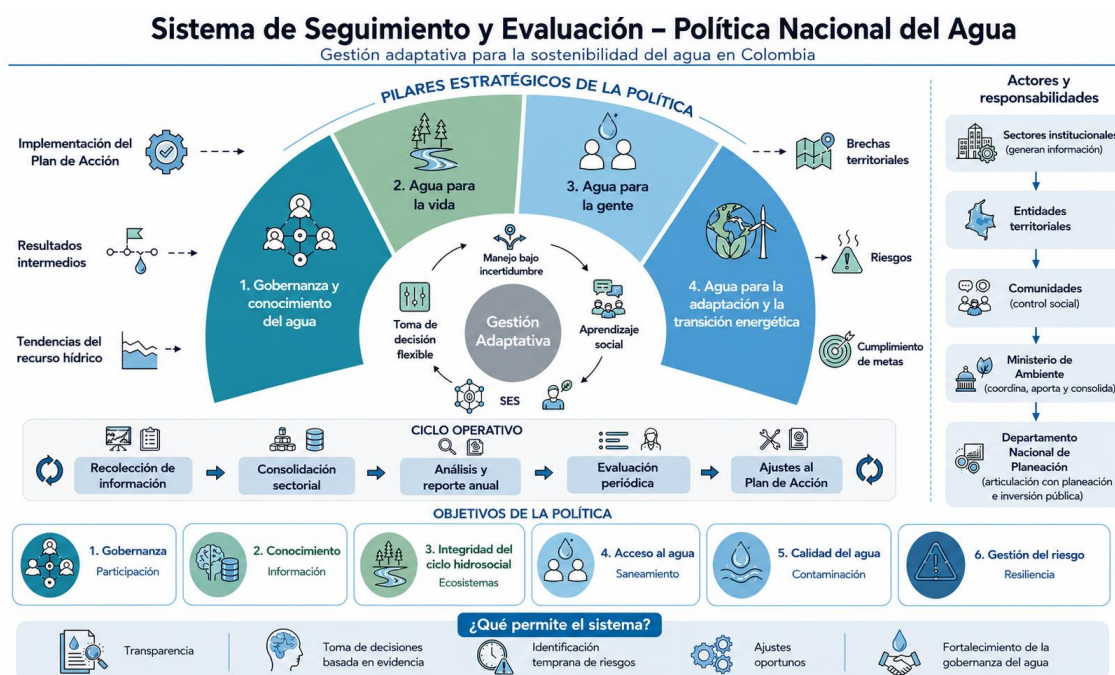 Sistema de Seguimiento y Evaluación – Política Nacional del Agua
Gestión adaptativa para la sostenibilidad del agua en Colombia
PILARES ESTRATÉGICOS DE LA POLÍTICA
Implementación del
Plan de Acción
Resultados
intermedios
Tendencias del
recurso hídrico
1. Gobernanza y
conocimiento
del agua
2. Agua para
la vida
3. Agua para
la gente
4. Agua para la
adaptación y la
transición energética
Manejo bajo
incertidumbre
Aprendizaje
social
SES
Toma de
decisión
flexible
Gestión
Adaptativa
Brechas
territoriales
Riesgos
Cumplimiento
de metas
Actores y
responsabilidades
Sectores institucionales
(generan información)
Entidades
territoriales
Comunidades
(control social)
Ministerio de
Ambiente
(coordina, aporta y consolida)
Departamento
Nacional de
Planeación
(articulación con planeación
e inversión pública)
CICLO OPERATIVO
Recolección de
información
Consolidación
sectorial
Análisis y
reporte anual
Evaluación
periódica
Ajustes al
Plan de Acción
OBJETIVOS DE LA POLÍTICA
1. Gobernanza
Participación
2. Conocimiento
Información
3. Integridad del
ciclo hidrosocial
Ecosistemas
4. Acceso al agua
Saneamiento
5. Calidad del agua
Contaminación
6. Gestión del riesgo
Resiliencia
¿Qué permite el sistema?
Transparencia
Toma de decisiones
basada en evidencia
Identificación
temprana de riesgos
Ajustes
oportunos
Fortalecimiento de la
gobernanza del agua